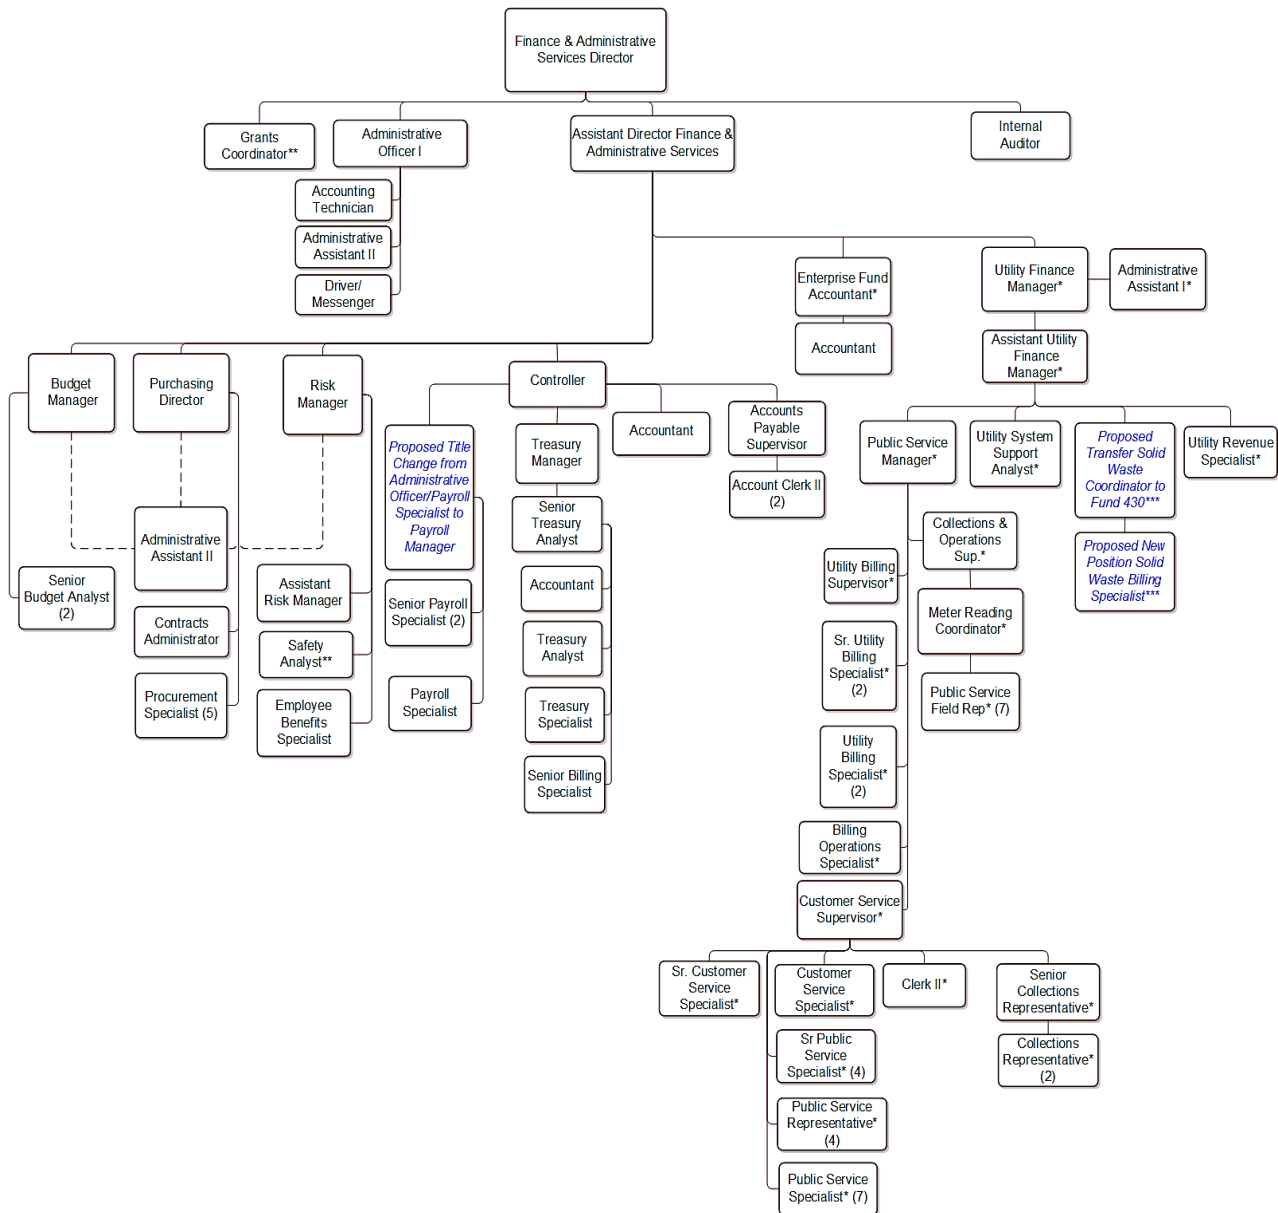 Finance & Administrative
Services Director
Grants
Coordinator**
Administrative
Officer I
Assistant Director Finance &
Administrative Services
Internal
Auditor
Accounting
Technician
Administrative
Assistant II
Driver/
Messenger
Enterprise Fund
Accountant*
Accountant
Utility Finance
Manager*
Administrative
Assistant I*
Assistant Utility
Finance
Manager*
Budget
Manager
Purchasing
Director
Risk
Manager
Controller
Proposed Title
Change from
Administrative
Officer/Payroll
Specialist to
Payroll
Manager
Treasury
Manager
Accountant
Accounts
Payable
Supervisor
Account Clerk II
(2)
Public Service
Manager*
Utility System
Support
Analyst*
Proposed
Transfer Solid
Waste
Coordinator to
Fund 430***
Utility Revenue
Specialist*
Proposed New
Position Solid
Waste Billing
Specialist***
Administrative
Assistant II
Senior
Budget Analyst
(2)
Contracts
Administrator
Procurement
Specialist (5)
Assistant
Risk Manager
Safety
Analyst**
Employee
Benefits
Specialist
Senior Payroll
Specialist (2)
Payroll
Specialist
Senior
Treasury
Analyst
Accountant
Treasury
Analyst
Treasury
Specialist
Senior Billing
Specialist
Collections &
Operations
Sup.*
Meter Reading
Coordinator*
Public Service
Field Rep* (7)
Utility Billing
Supervisor*
Sr. Utility
Billing
Specialist*
(2)
Utility
Billing
Specialist*
(2)
Billing
Operations
Specialist*
Customer Service
Supervisor*
Sr. Customer
Service
Specialist*
Customer
Service
Specialist*
Clerk II*
Senior
Collections
Representative*
Collections
Representative*
(2)
Sr Public
Service
Specialist* (4)
Public Service
Representative*
(4)
Public Service
Specialist* (7)